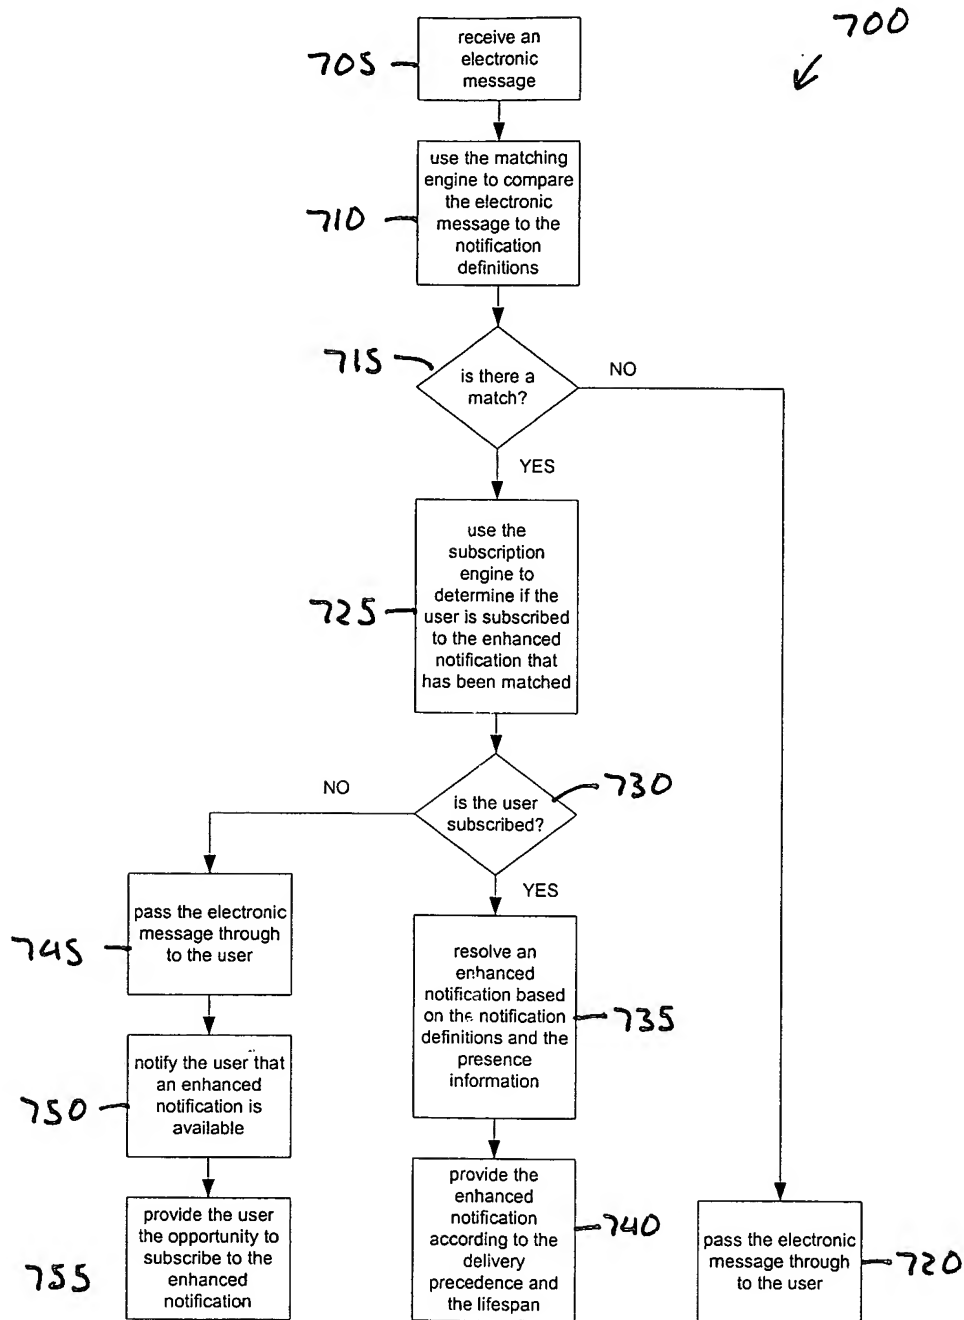 700
receive an
electronic
message
705
use the matching
engine to compare
the electronic
message to the
notification
definitions
710
715
is there a
match?
NO
YES
use the
subscription
engine to
determine if the
user is subscribed
to the enhanced
notification that
has been matched
725
730
is the user
subscribed?
NO
YES
pass the electronic
message through
to the user
745
resolve an
enhanced
notification based
on the notification
definitions and the
presence
information
735
notify the user that
an enhanced
notification is
available
750
provide the user
the opportunity to
subscribe to the
enhanced
notification
755
provide the
enhanced
notification
according to the
delivery
precedence and
the lifespan
740
pass the electronic
message through
to the user
720